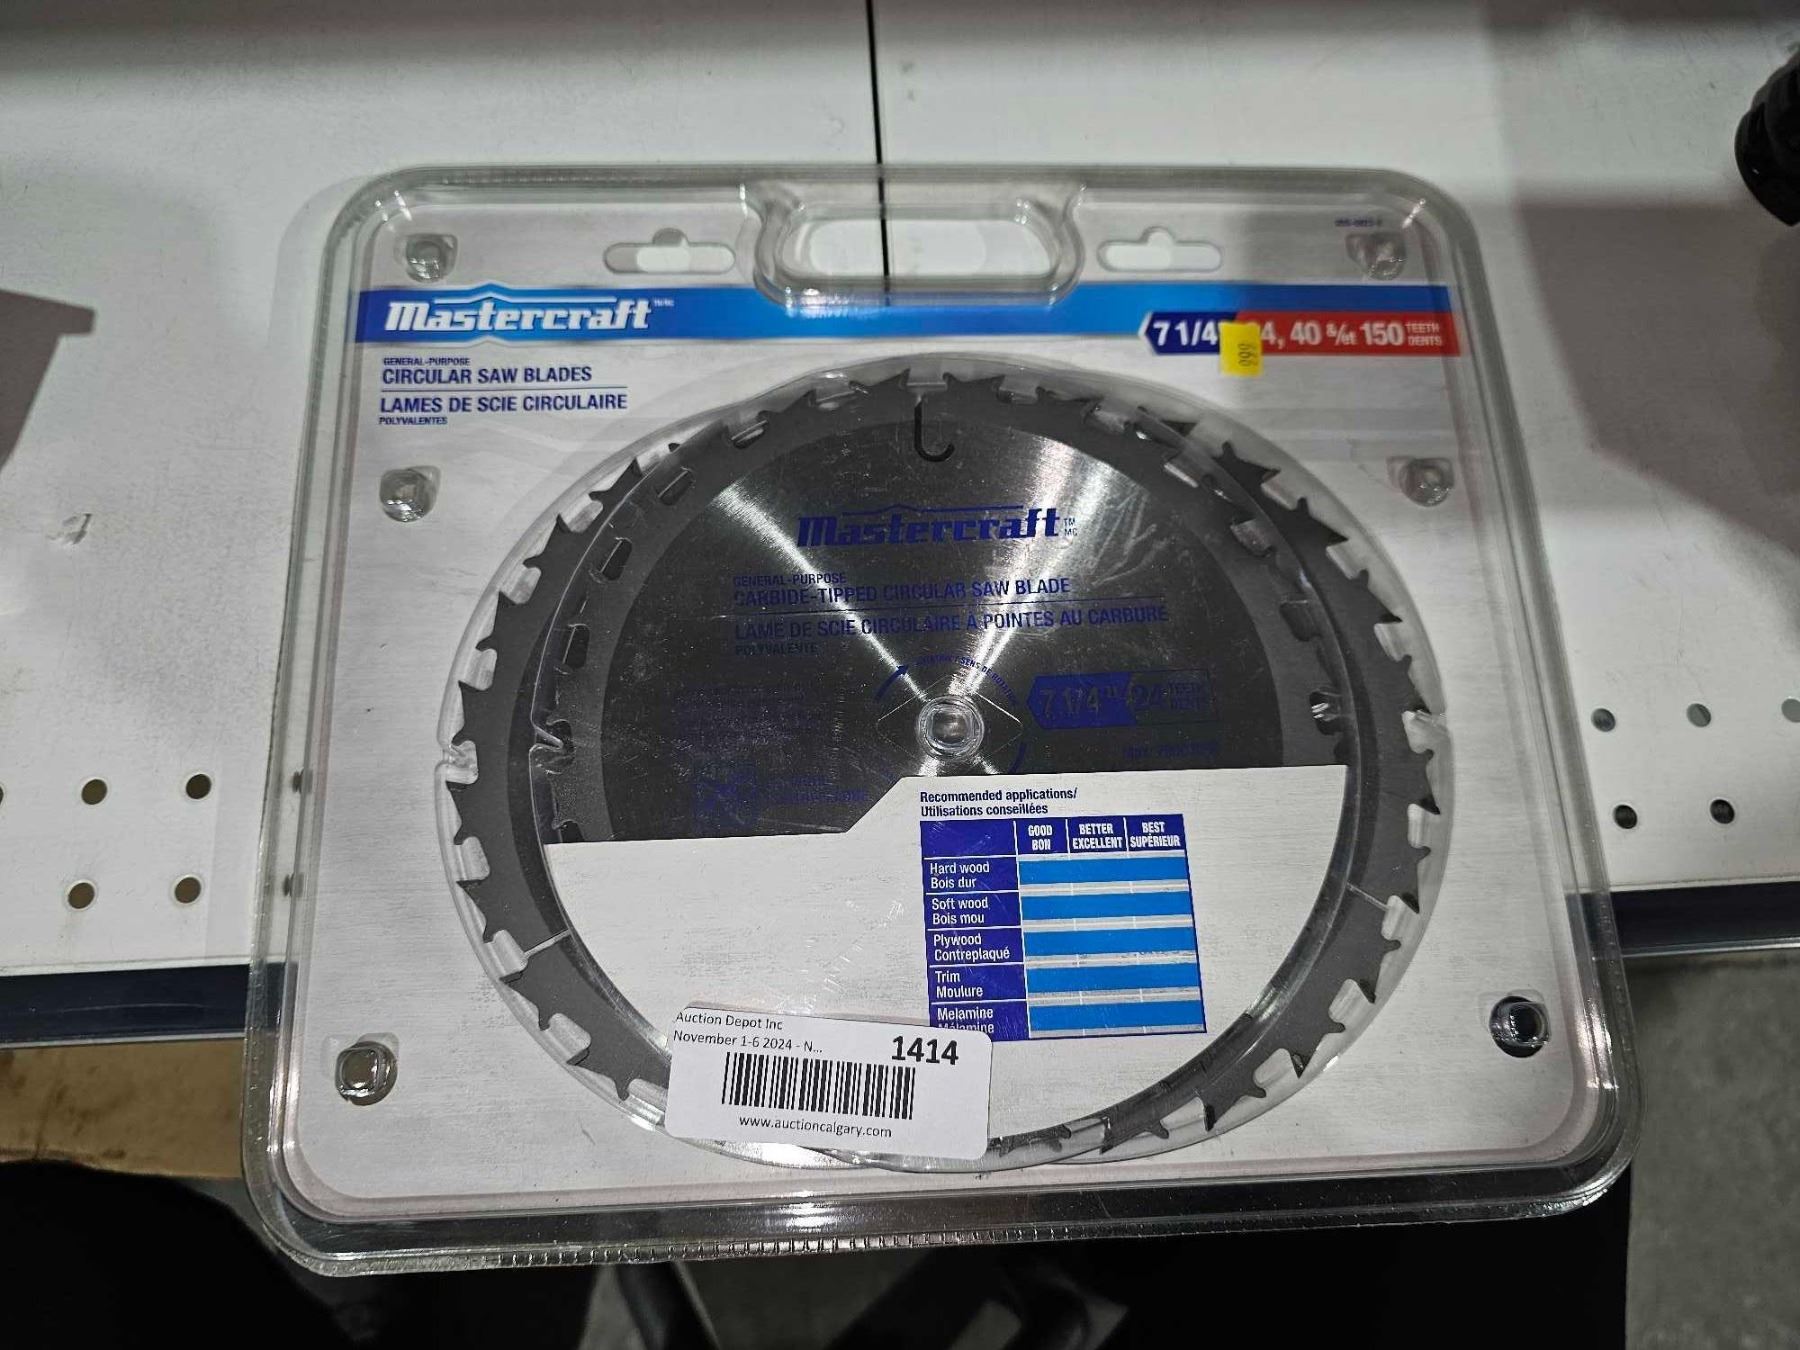 Mastercraft
GENERAL-PURPOSE
CIRCULAR SAW BLADES
LAMES DE SCIE CIRCULAIRE
POLYVALENTES
7 1/4" 4, 40 &/et 150 TEETH
DENTS
999
Mastercraft TM
MC
GENERAL-PURPOSE
CARBIDE-TIPPED CIRCULAR SAW BLADE
LAME DE SCIE CIRCULAIRE À POINTES AU CARBURE
POLYVALENTE
7 1/4" 24 TEETH
DENTS
Recommended applications/
Utilisations conseillées
GOOD BETTER BEST
BON EXCELLENT SUPÉRIEUR
Hard wood
Bois dur
Soft wood
Bois mou
Plywood
Contreplaqué
Trim
Moulure
Melamine
Mélamine
Auction Depot Inc
November 1-6 2024 - N...
1414
www.auctioncalgary.com